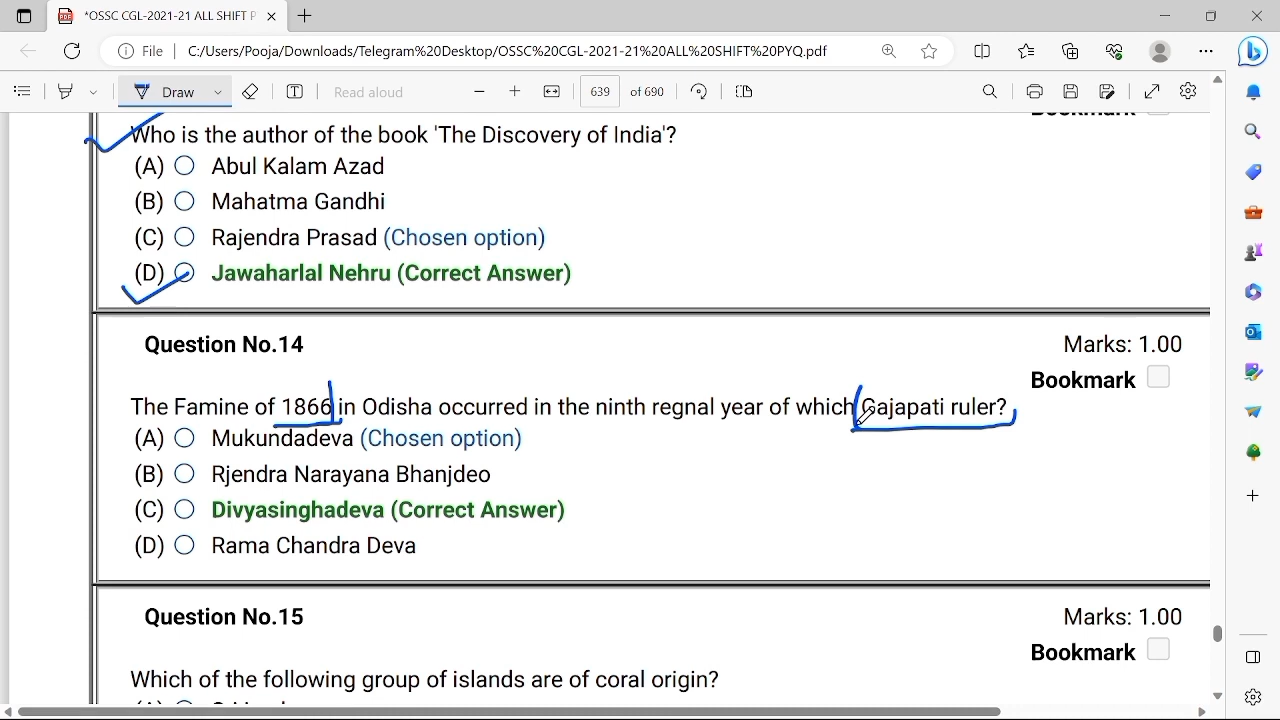 *OSSC CGL-2021-21 ALL SHIFT P
File | C:/Users/Pooja/Downloads/Telegram%20Desktop/OSSC%20CGL-2021-21%20ALL%20SHIFT%20PYQ.pdf
Draw
Read aloud
639 of 690
Bookmark
Who is the author of the book 'The Discovery of India'?
(A) Abul Kalam Azad
(B) Mahatma Gandhi
(C) Rajendra Prasad (Chosen option)
(D) Jawaharlal Nehru (Correct Answer)
Question No.14 Marks: 1.00
Bookmark
The Famine of 1866 in Odisha occurred in the ninth regnal year of which Gajapati ruler?
(A) Mukundadeva (Chosen option)
(B) Rjendra Narayana Bhanjdeo
(C) Divyasinghadeva (Correct Answer)
(D) Rama Chandra Deva
Question No.15 Marks: 1.00
Bookmark
Which of the following group of islands are of coral origin?